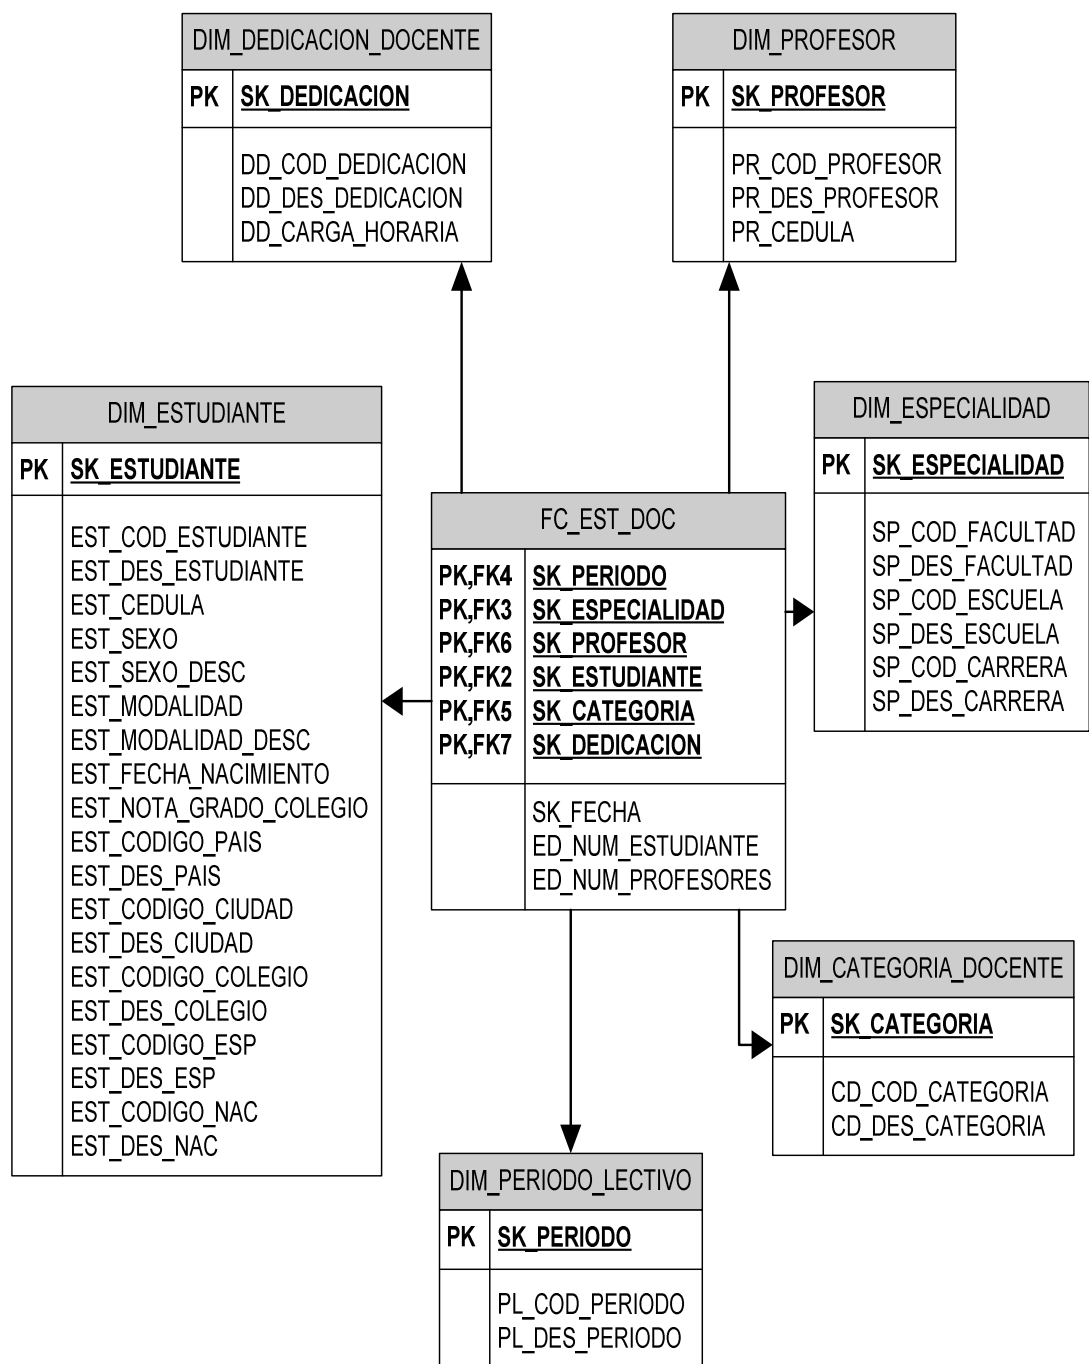 DIM_DEDICACION_DOCENTE
PK SK_DEDICACION
DD_COD_DEDICACION
DD_DES_DEDICACION
DD_CARGA_HORARIA
DIM_PROFESOR
PK SK_PROFESOR
PR_COD_PROFESOR
PR_DES_PROFESOR
PR_CEDULA
DIM_ESTUDIANTE
PK SK_ESTUDIANTE
EST_COD_ESTUDIANTE
EST_DES_ESTUDIANTE
EST_CEDULA
EST_SEXO
EST_SEXO_DESC
EST_MODALIDAD
EST_MODALIDAD_DESC
EST_FECHA_NACIMIENTO
EST_NOTA_GRADO_COLEGIO
EST_CODIGO_PAIS
EST_DES_PAIS
EST_CODIGO_CIUDAD
EST_DES_CIUDAD
EST_CODIGO_COLEGIO
EST_DES_COLEGIO
EST_CODIGO_ESP
EST_DES_ESP
EST_CODIGO_NAC
EST_DES_NAC
FC_EST_DOC
PK,FK4 SK_PERIODO
PK,FK3 SK_ESPECIALIDAD
PK,FK6 SK_PROFESOR
PK,FK2 SK_ESTUDIANTE
PK,FK5 SK_CATEGORIA
PK,FK7 SK_DEDICACION
SK_FECHA
ED_NUM_ESTUDIANTE
ED_NUM_PROFESORES
DIM_ESPECIALIDAD
PK SK_ESPECIALIDAD
SP_COD_FACULTAD
SP_DES_FACULTAD
SP_COD_ESCUELA
SP_DES_ESCUELA
SP_COD_CARRERA
SP_DES_CARRERA
DIM_CATEGORIA_DOCENTE
PK SK_CATEGORIA
CD_COD_CATEGORIA
CD_DES_CATEGORIA
DIM_PERIODO_LECTIVO
PK SK_PERIODO
PL_COD_PERIODO
PL_DES_PERIODO